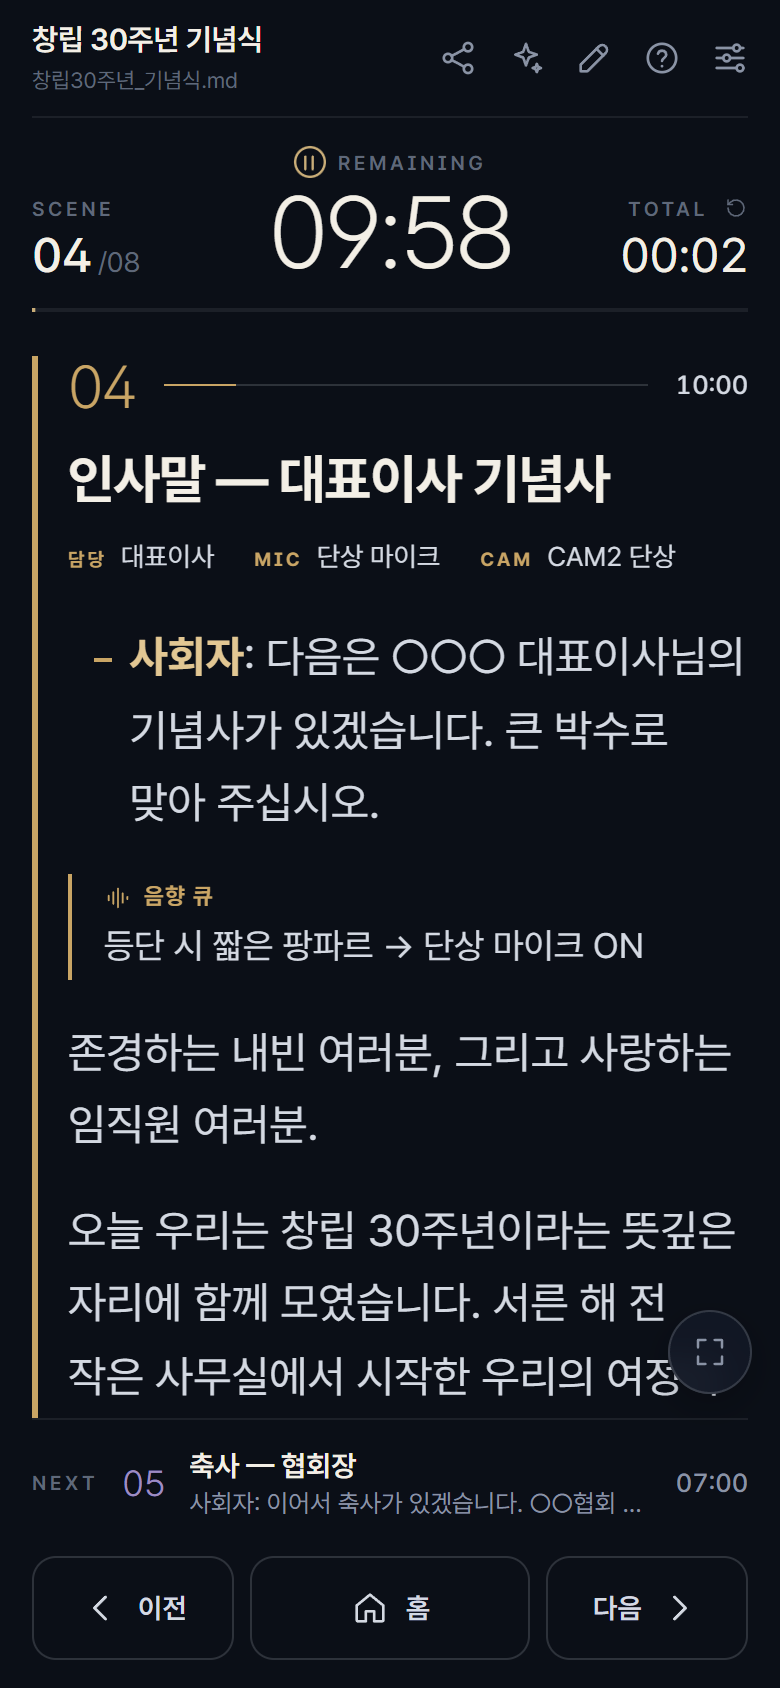 창립 30주년 기념식
창립30주년_기념식.md
REMAINING
SCENE
04 /08
09:58
TOTAL
00:02
04
10:00
인사말 — 대표이사 기념사
담당 대표이사 MIC 단상 마이크 CAM CAM2 단상
– 사회자: 다음은 ○○○ 대표이사님의
기념사가 있겠습니다. 큰 박수로
맞아 주십시오.
음향 큐
등단 시 짧은 팡파르 → 단상 마이크 ON
존경하는 내빈 여러분, 그리고 사랑하는
임직원 여러분.
오늘 우리는 창립 30주년이라는 뜻깊은
자리에 함께 모였습니다. 서른 해 전
작은 사무실에서 시작한 우리의
NEXT 05 축사 — 협회장 07:00
사회자: 이어서 축사가 있겠습니다. ○○협회 ...
이전
홈
다음